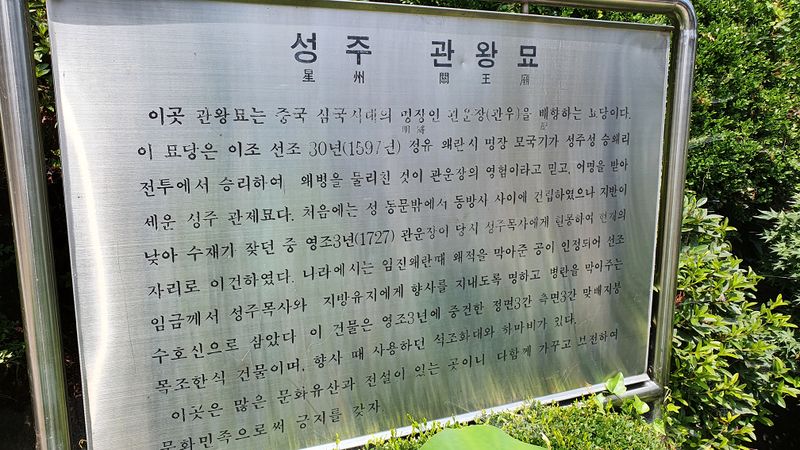 성주 관왕묘
星州 關王廟
이곳 관왕묘는 중국 삼국시대의 명장인 관운장(관우)을 배향하는 묘당이다.
이 묘당은 이조 선조 30년(1597년) 정유 왜란시 명장 모국기가 성주성 승왜리
전투에서 승리하여 왜병을 물리친 것이 관운장의 영험이라고 믿고, 어명을 받아
세운 성주 관제묘다. 처음에는 성 동문밖에서 동방사 사이에 건립하였으나 지반이
낮아 수재가 잦던 중 영조3년(1727) 관운장이 당시 성주목사에게 현몽하여 현재의
자리로 이건하였다. 나라에서는 임진왜란때 왜적을 막아준 공이 인정되어 선조
임금께서 성주목사와 지방유지에게 향사를 지내도록 명하고 병란을 막이주는
수호신으로 삼았다 이 건물은 영조3년에 중건한 정면3간 측면3간 맞배지붕
목조한식 건물이며, 향사 때 사용하던 석조화대와 하마비가 있다.
이곳은 많은 문화유산과 전설이 있는 곳이니 다함께 가꾸고 보전하여
문화민족으로써 긍지를 갖자